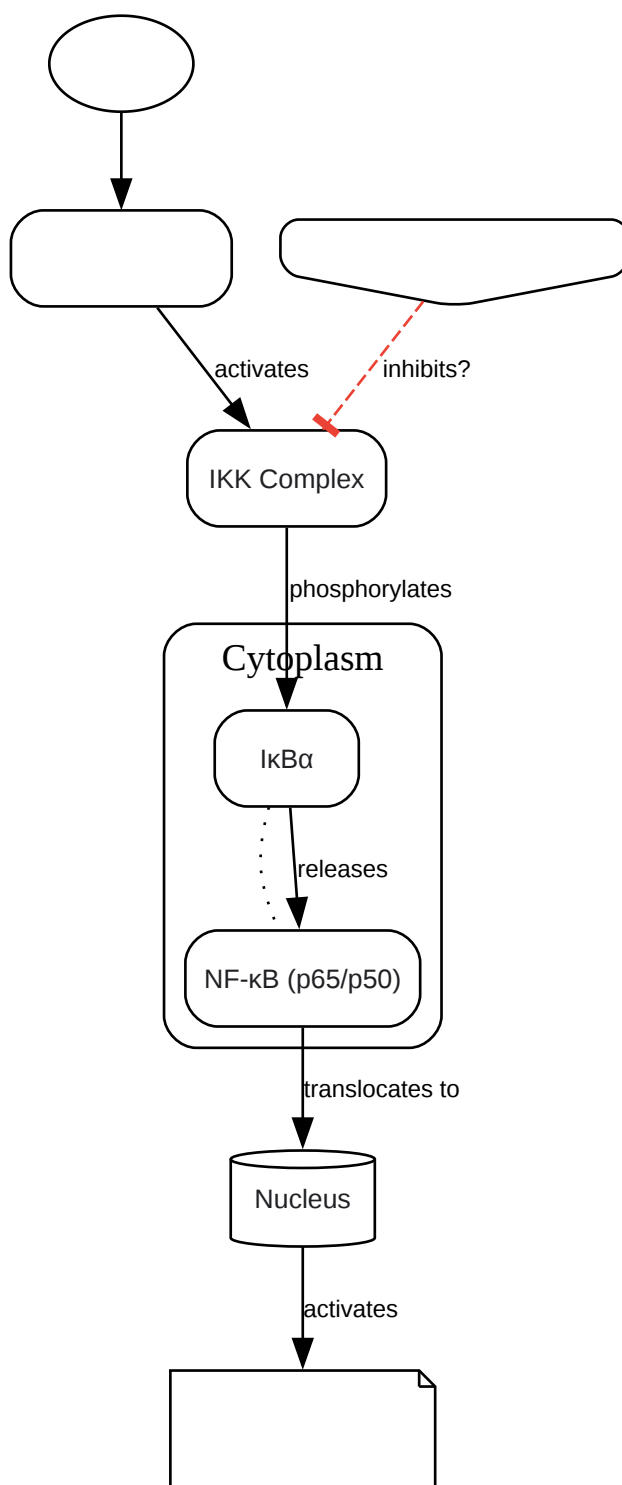 activates
inhibits?
IKK Complex
phosphorylates
Cytoplasm
IκBα
releases
NF-κB (p65/p50)
translocates to
Nucleus
activates